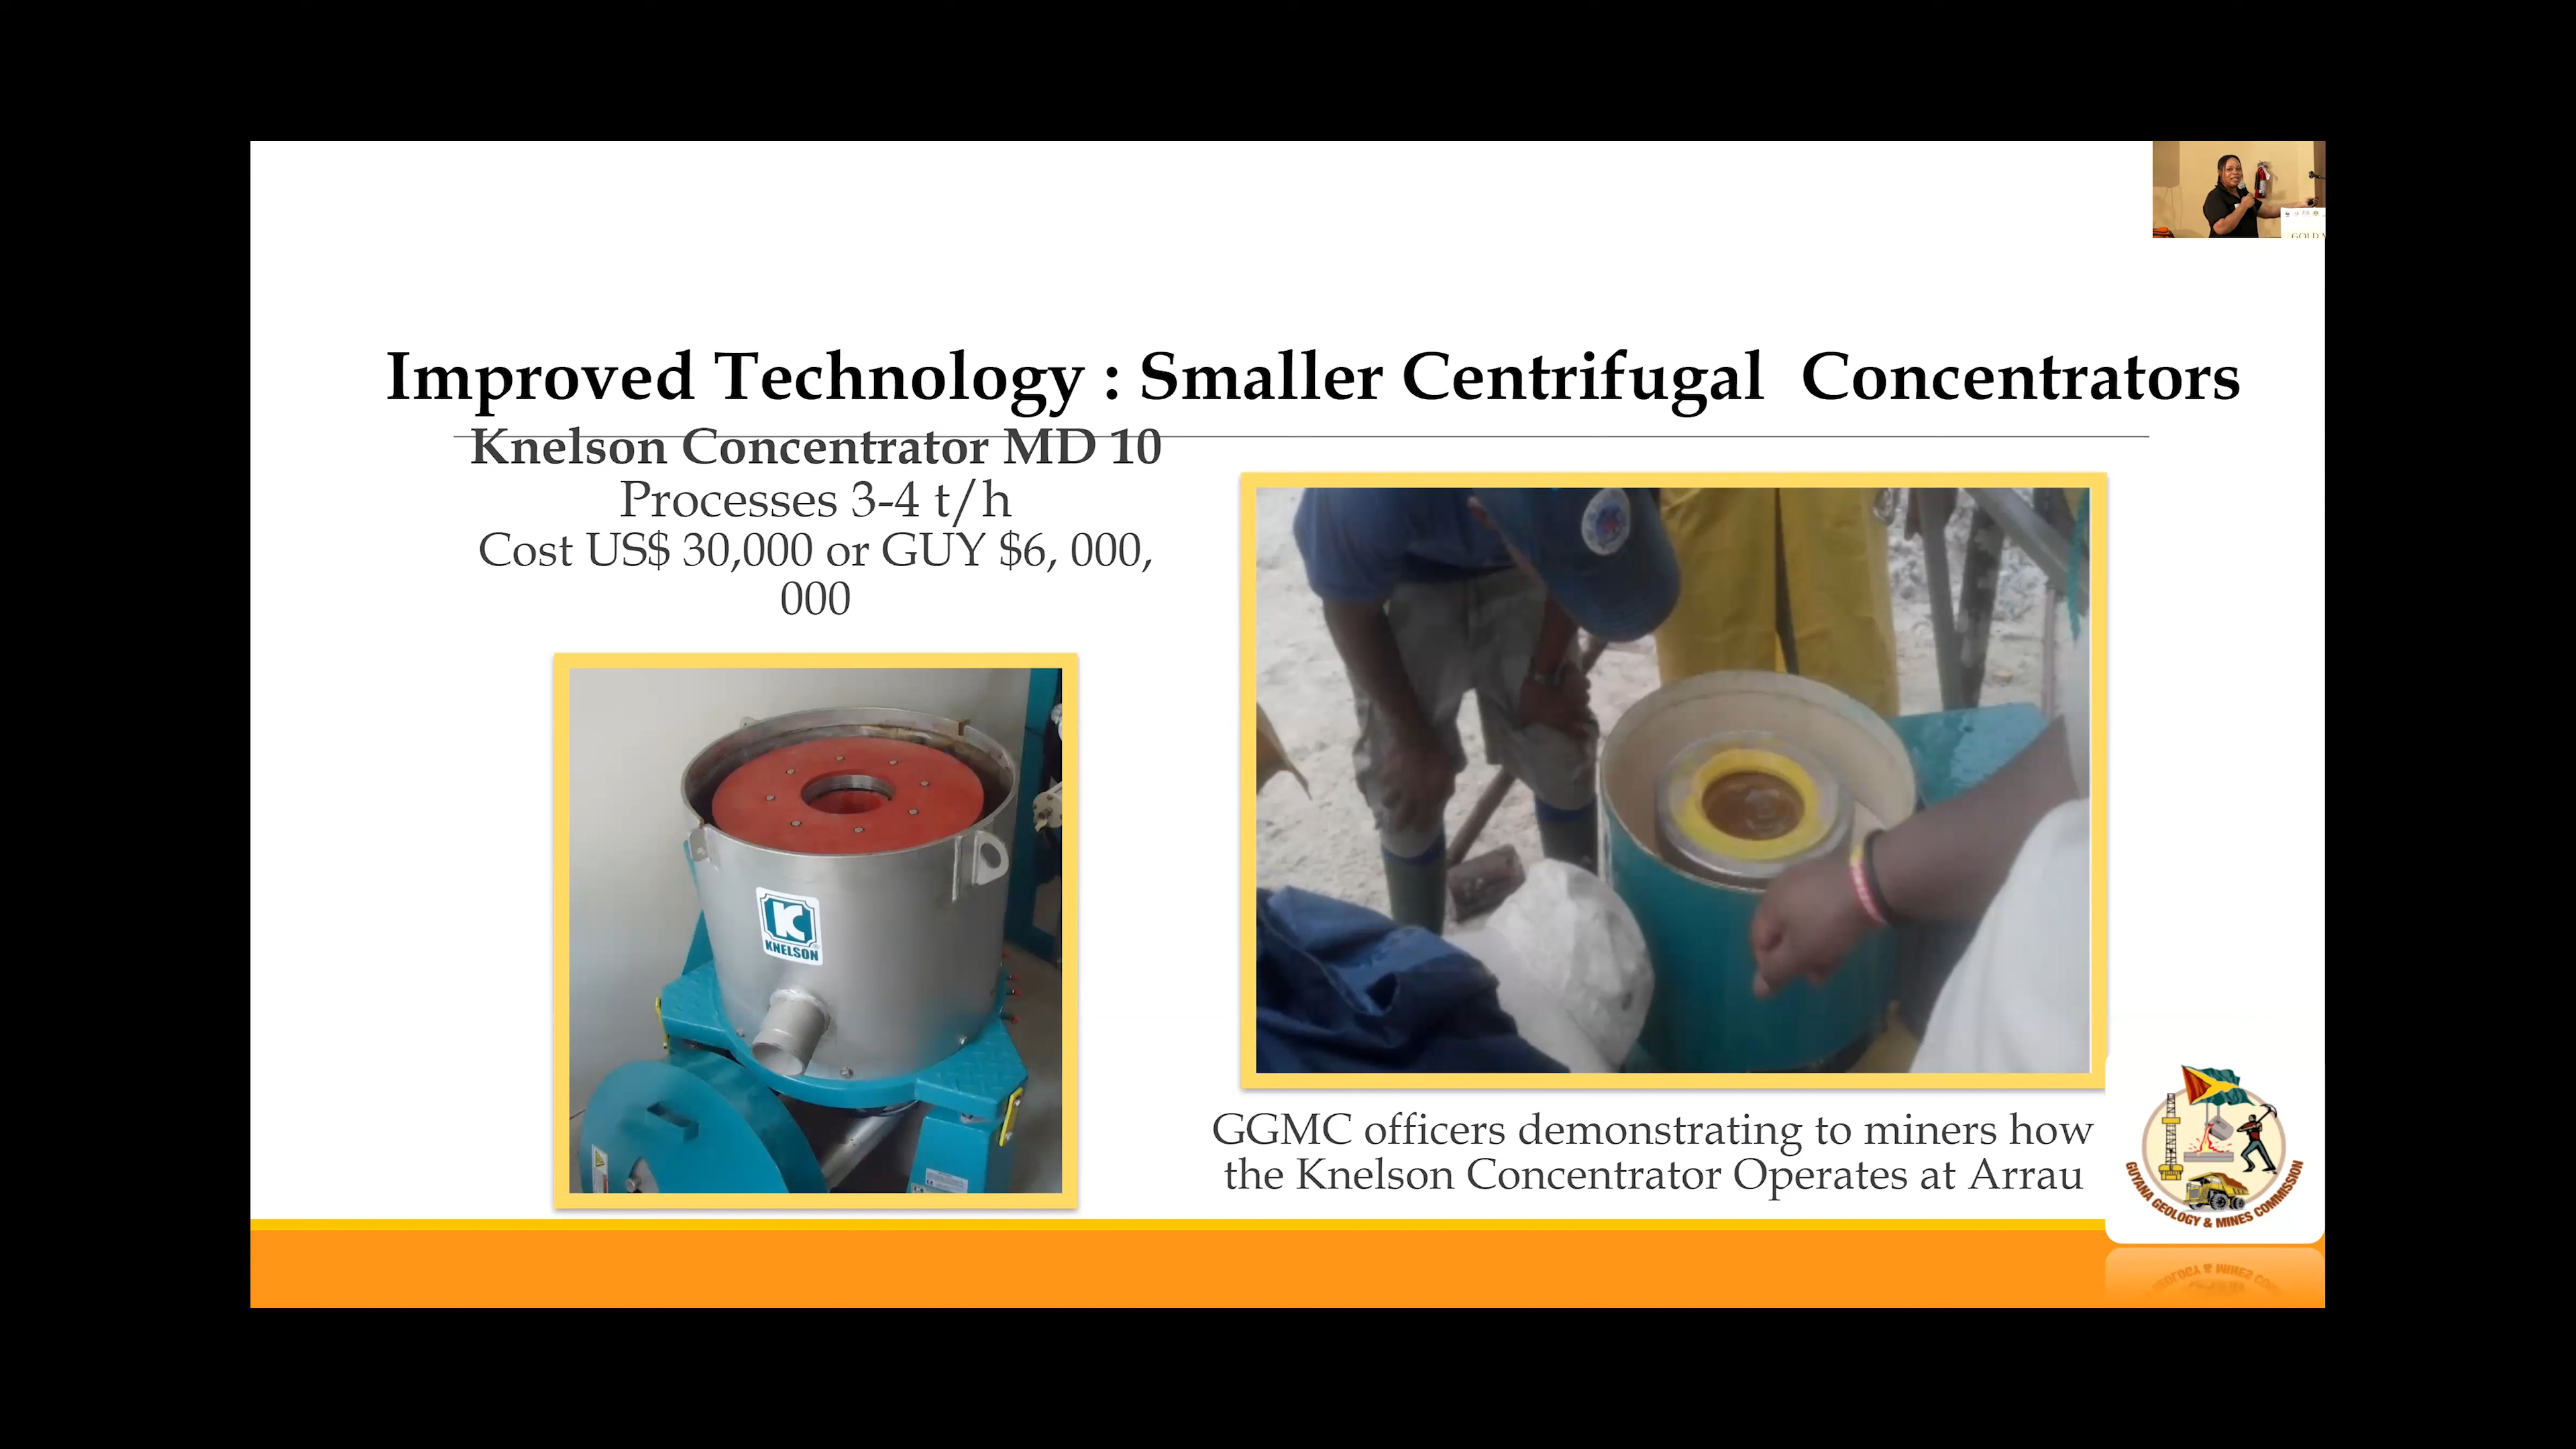 Improved Technology : Smaller Centrifugal Concentrators
Knelson Concentrator MD 10
Processes 3-4 t/h
Cost US$ 30,000 or GUY $6, 000,
000
KNELSON
GGMC officers demonstrating to miners how
the Knelson Concentrator Operates at Arrau
GUYANA GEOLOGY & MINES COMMISSION